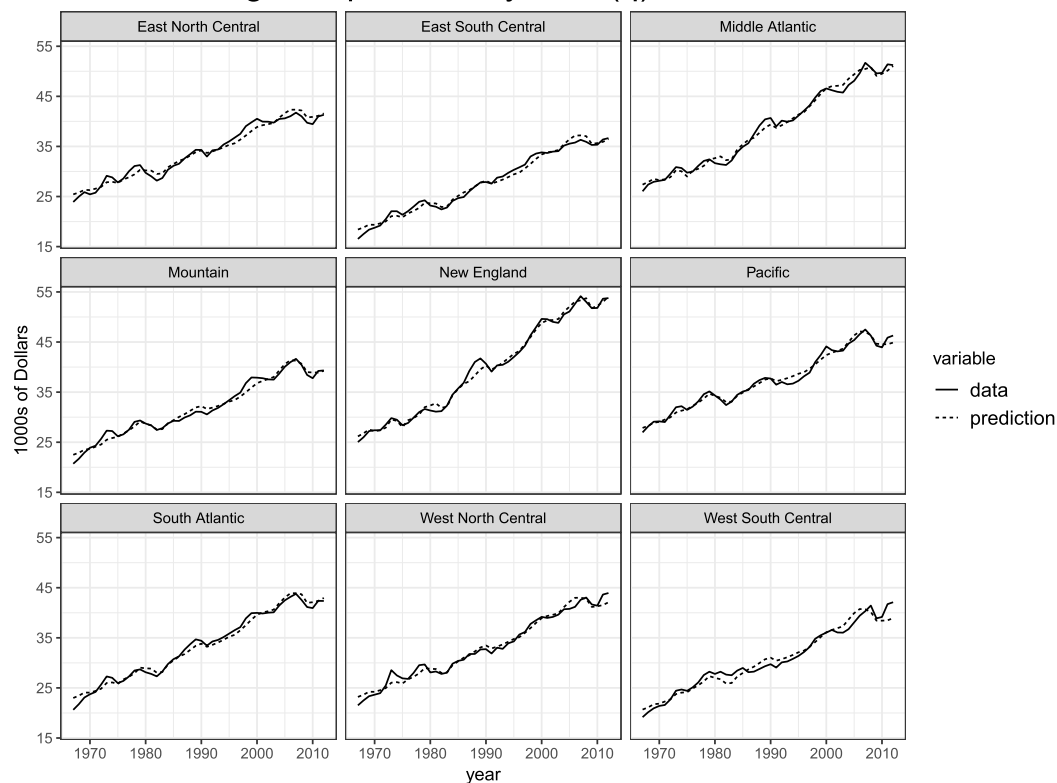 East North Central
East South Central
Middle Atlantic
55
45
35
25
15
Mountain
New England
Pacific
55
45
35
25
15
South Atlantic
West North Central
West South Central
55
45
35
25
15
1970 1980 1990 2000 2010
1970 1980 1990 2000 2010
1970 1980 1990 2000 2010
year
1000s of Dollars
variable
data
prediction